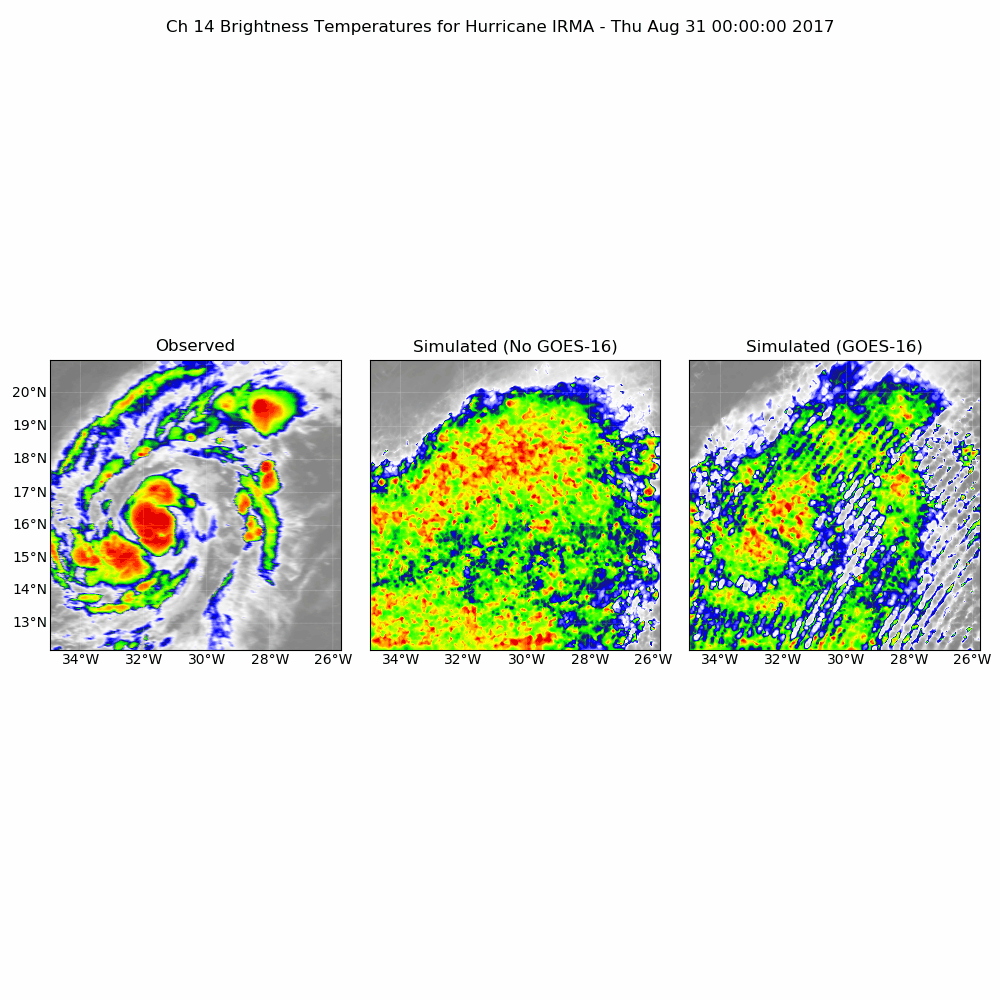 Ch 14 Brightness Temperatures for Hurricane IRMA - Thu Aug 31 00:00:00 2017
Observed
Simulated (No GOES-16)
Simulated (GOES-16)
20°N
19°N
18°N
17°N
16°N
15°N
14°N
13°N
34°W 32°W 30°W 28°W 26°W
34°W 32°W 30°W 28°W 26°W
34°W 32°W 30°W 28°W 26°W